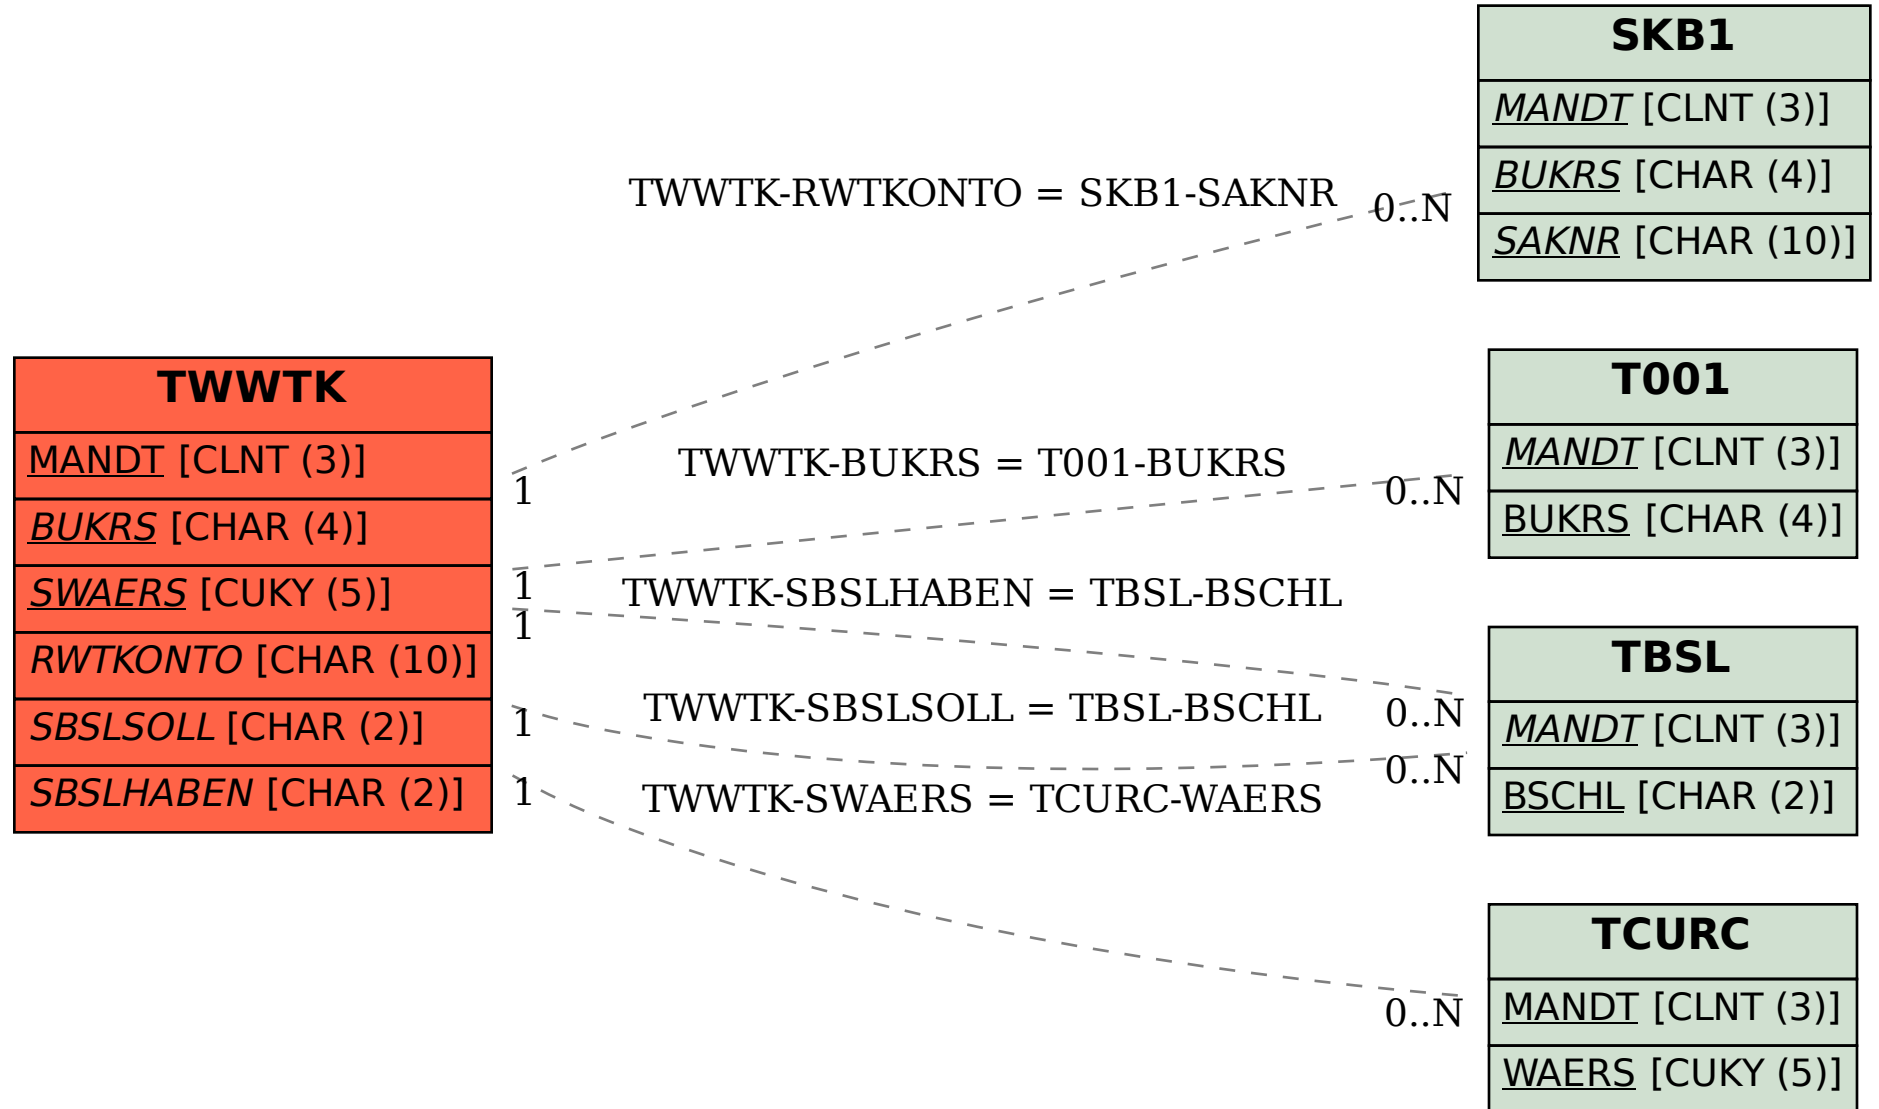 TWWTK
MANDT [CLNT (3)]
BUKRS [CHAR (4)]
SWAERS [CUKY (5)]
RWTKONTO [CHAR (10)]
SBSLSOLL [CHAR (2)]
SBSLHABEN [CHAR (2)]
TWWTK-RWTKONTO = SKB1-SAKNR
0..N
1
TWWTK-BUKRS = T001-BUKRS
0..N
1
TWWTK-SBSLHABEN = TBSL-BSCHL
1
0..N
TWWTK-SBSLSOLL = TBSL-BSCHL
1
0..N
TWWTK-SWAERS = TCURC-WAERS
1
0..N
SKB1
MANDT [CLNT (3)]
BUKRS [CHAR (4)]
SAKNR [CHAR (10)]
T001
MANDT [CLNT (3)]
BUKRS [CHAR (4)]
TBSL
MANDT [CLNT (3)]
BSCHL [CHAR (2)]
TCURC
MANDT [CLNT (3)]
WAERS [CUKY (5)]